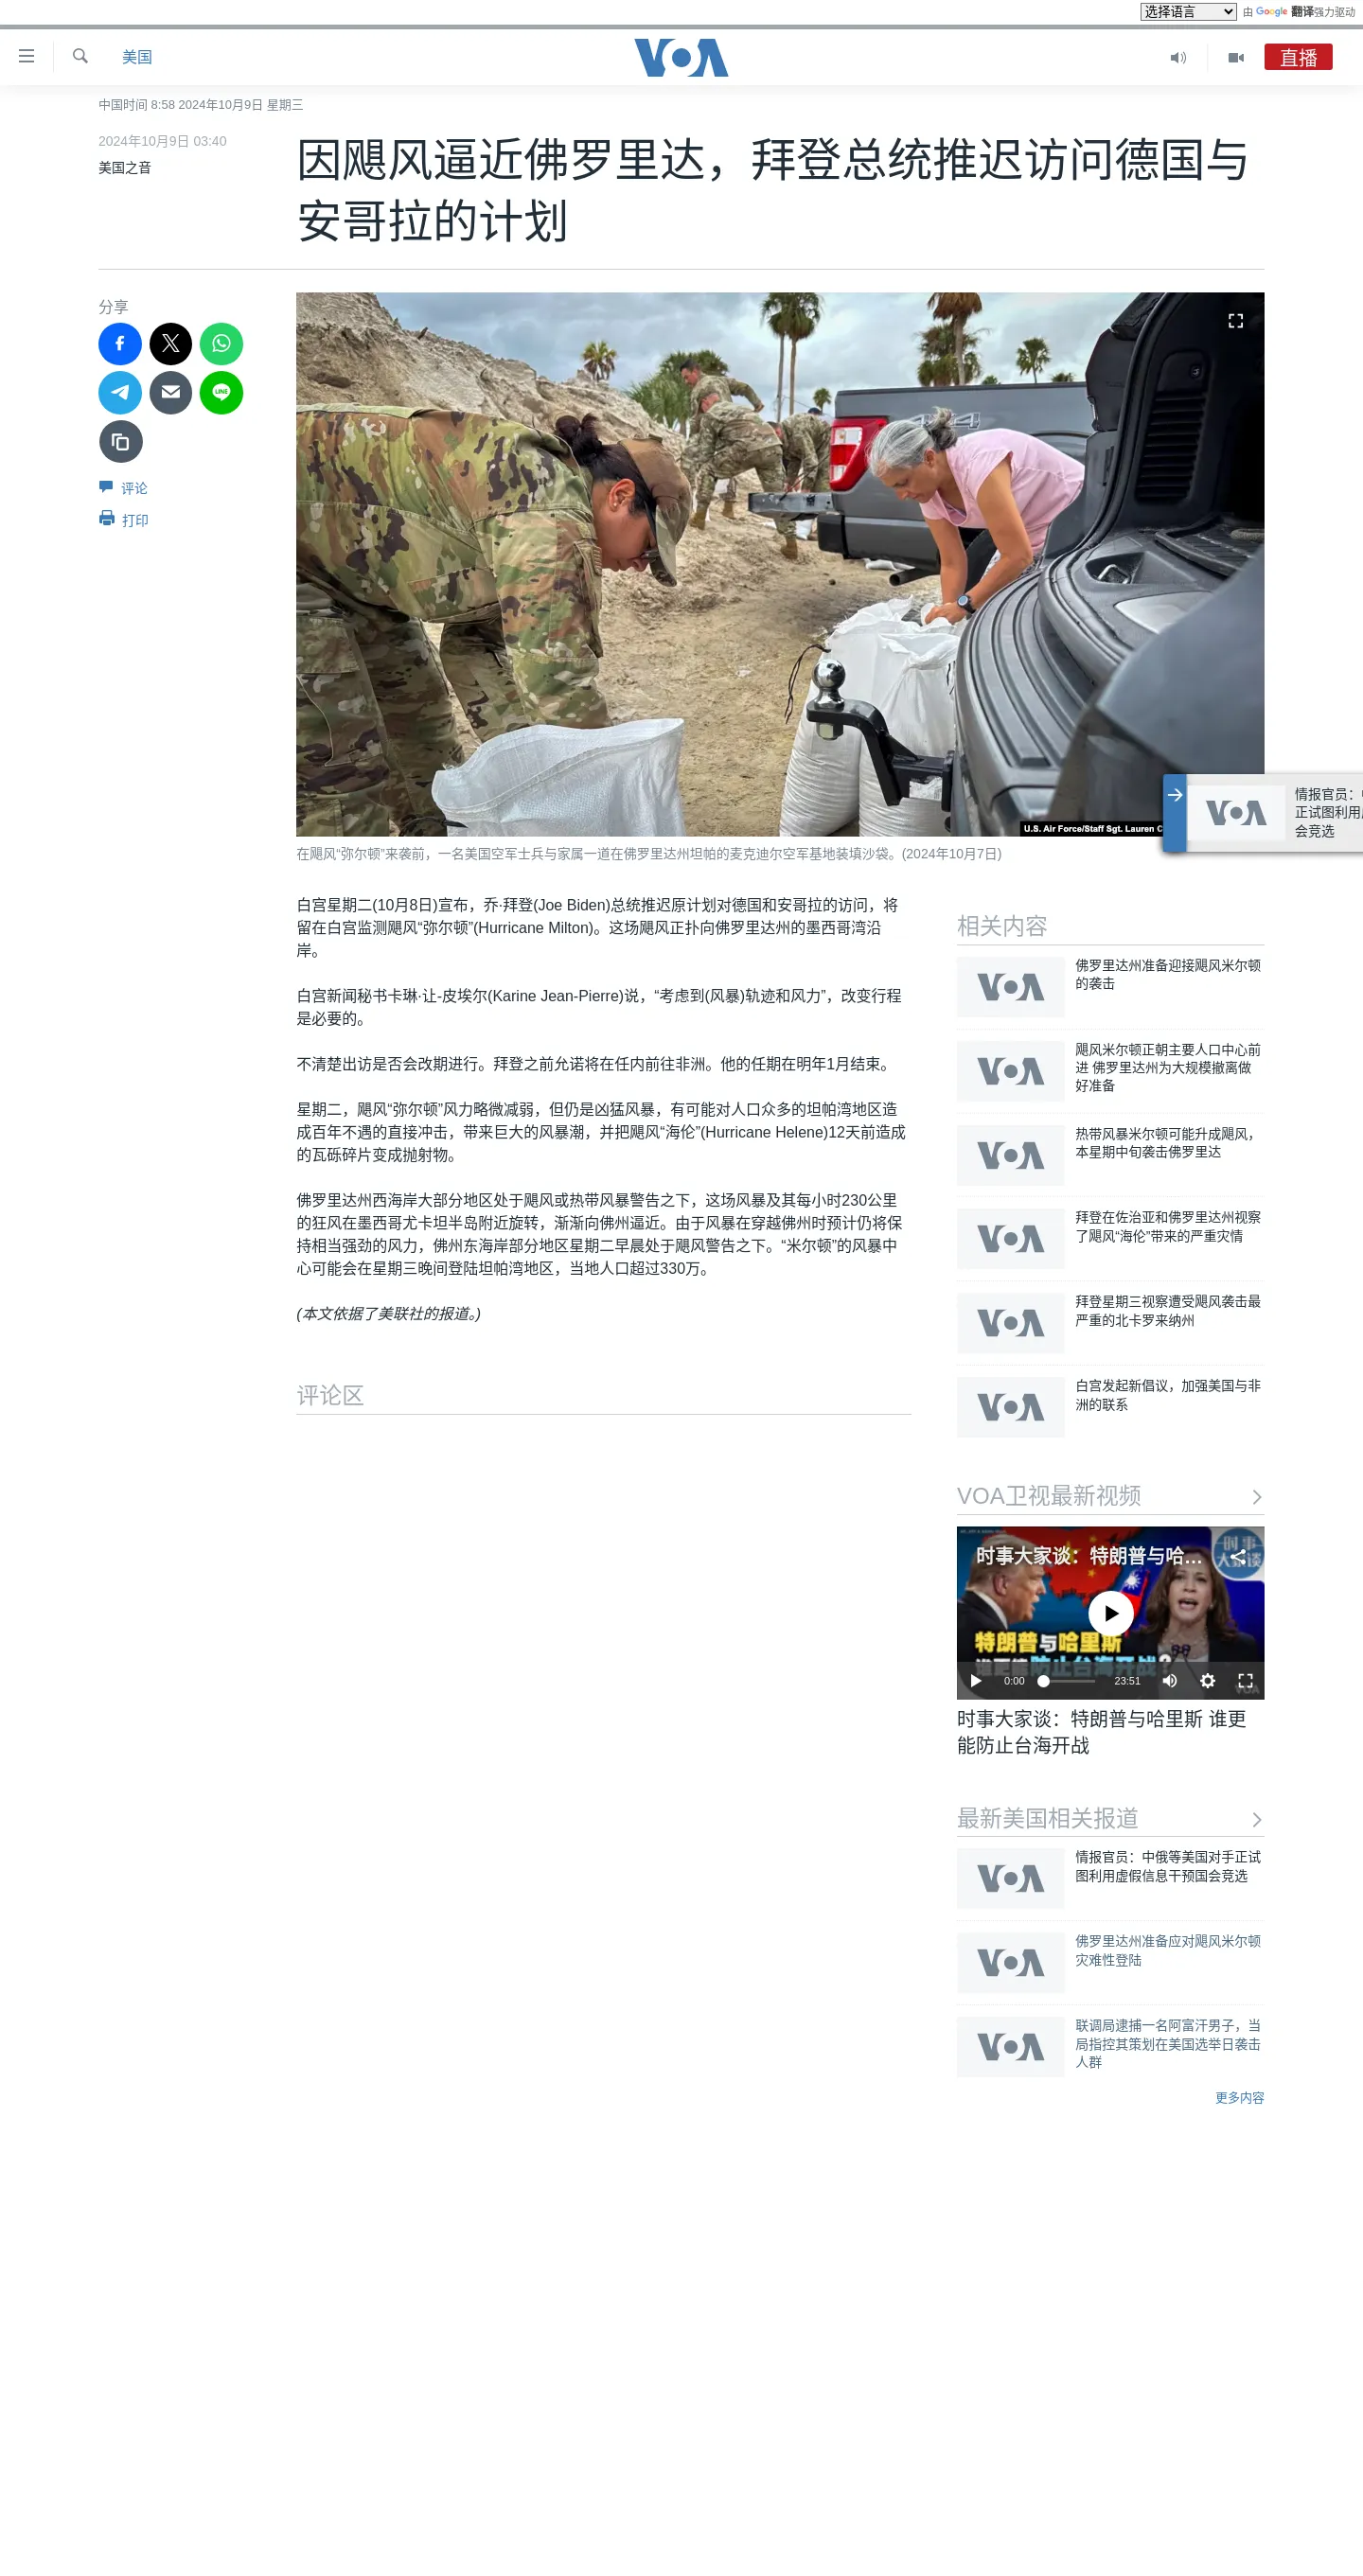 选择语言
由 Google 翻译强力驱动
美国
VOA
直播
中国时间 8:58 2024年10月9日 星期三
2024年10月9日 03:40
美国之音
因飓风逼近佛罗里达，拜登总统推迟访问德国与
安哥拉的计划
分享
LINE
评论
打印
4X4
U.S. Air Force/Staff Sgt. Lauren
VOA
情报官员：
正试图利用
会竞选
在飓风“弥尔顿”来袭前，一名美国空军士兵与家属一道在佛罗里达州坦帕的麦克迪尔空军基地装填沙袋。(2024年10月7日)
白宫星期二(10月8日)宣布，乔·拜登(Joe Biden)总统推迟原计划对德国和安哥拉的访问，将
留在白宫监测飓风“弥尔顿”(Hurricane Milton)。这场飓风正扑向佛罗里达州的墨西哥湾沿
岸。
白宫新闻秘书卡琳·让-皮埃尔(Karine Jean-Pierre)说，“考虑到(风暴)轨迹和风力”，改变行程
是必要的。
不清楚出访是否会改期进行。拜登之前允诺将在任内前往非洲。他的任期在明年1月结束。
星期二，飓风“弥尔顿”风力略微减弱，但仍是凶猛风暴，有可能对人口众多的坦帕湾地区造
成百年不遇的直接冲击，带来巨大的风暴潮，并把飓风“海伦”(Hurricane Helene)12天前造成
的瓦砾碎片变成抛射物。
佛罗里达州西海岸大部分地区处于飓风或热带风暴警告之下，这场风暴及其每小时230公里
的狂风在墨西哥尤卡坦半岛附近旋转，渐渐向佛州逼近。由于风暴在穿越佛州时预计仍将保
持相当强劲的风力，佛州东海岸部分地区星期二早晨处于飓风警告之下。“米尔顿”的风暴中
心可能会在星期三晚间登陆坦帕湾地区，当地人口超过330万。
(本文依据了美联社的报道。)
评论区
相关内容
VOA
佛罗里达州准备迎接飓风米尔顿
的袭击
VOA
飓风米尔顿正朝主要人口中心前
进 佛罗里达州为大规模撤离做
好准备
VOA
热带风暴米尔顿可能升成飓风，
本星期中旬袭击佛罗里达
VOA
拜登在佐治亚和佛罗里达州视察
了飓风“海伦”带来的严重灾情
VOA
拜登星期三视察遭受飓风袭击最
严重的北卡罗来纳州
VOA
白宫发起新倡议，加强美国与非
洲的联系
VOA卫视最新视频
时事大家谈：特朗普与哈...
时事
大家谈
特朗普与哈里斯
谁更能防止台海开战?
0:00
23:51
VOA
时事大家谈：特朗普与哈里斯 谁更
能防止台海开战
最新美国相关报道
VOA
情报官员：中俄等美国对手正试
图利用虚假信息干预国会竞选
VOA
佛罗里达州准备应对飓风米尔顿
灾难性登陆
VOA
联调局逮捕一名阿富汗男子，当
局指控其策划在美国选举日袭击
人群
更多内容